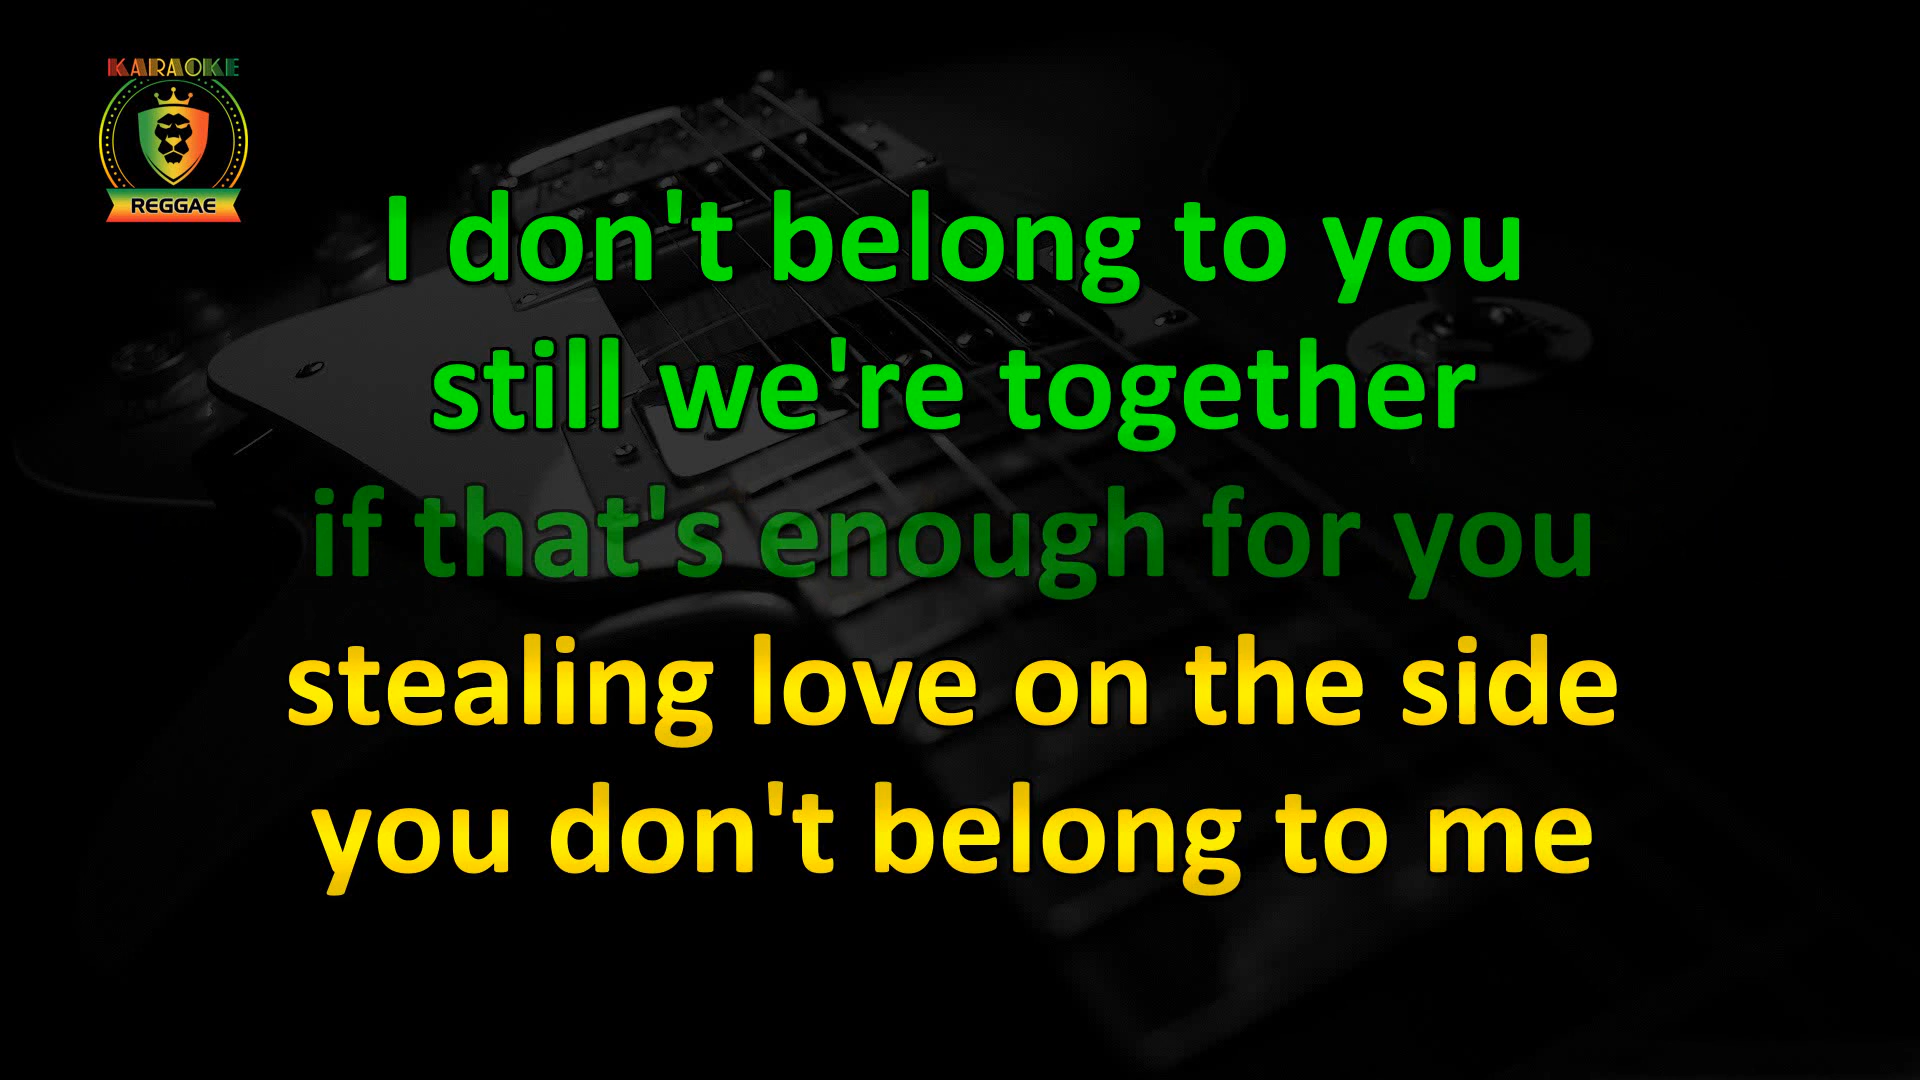 KARAOKE
REGGAE
I don't belong to you
still we're together
if that's enough for you
stealing love on the side
you don't belong to me